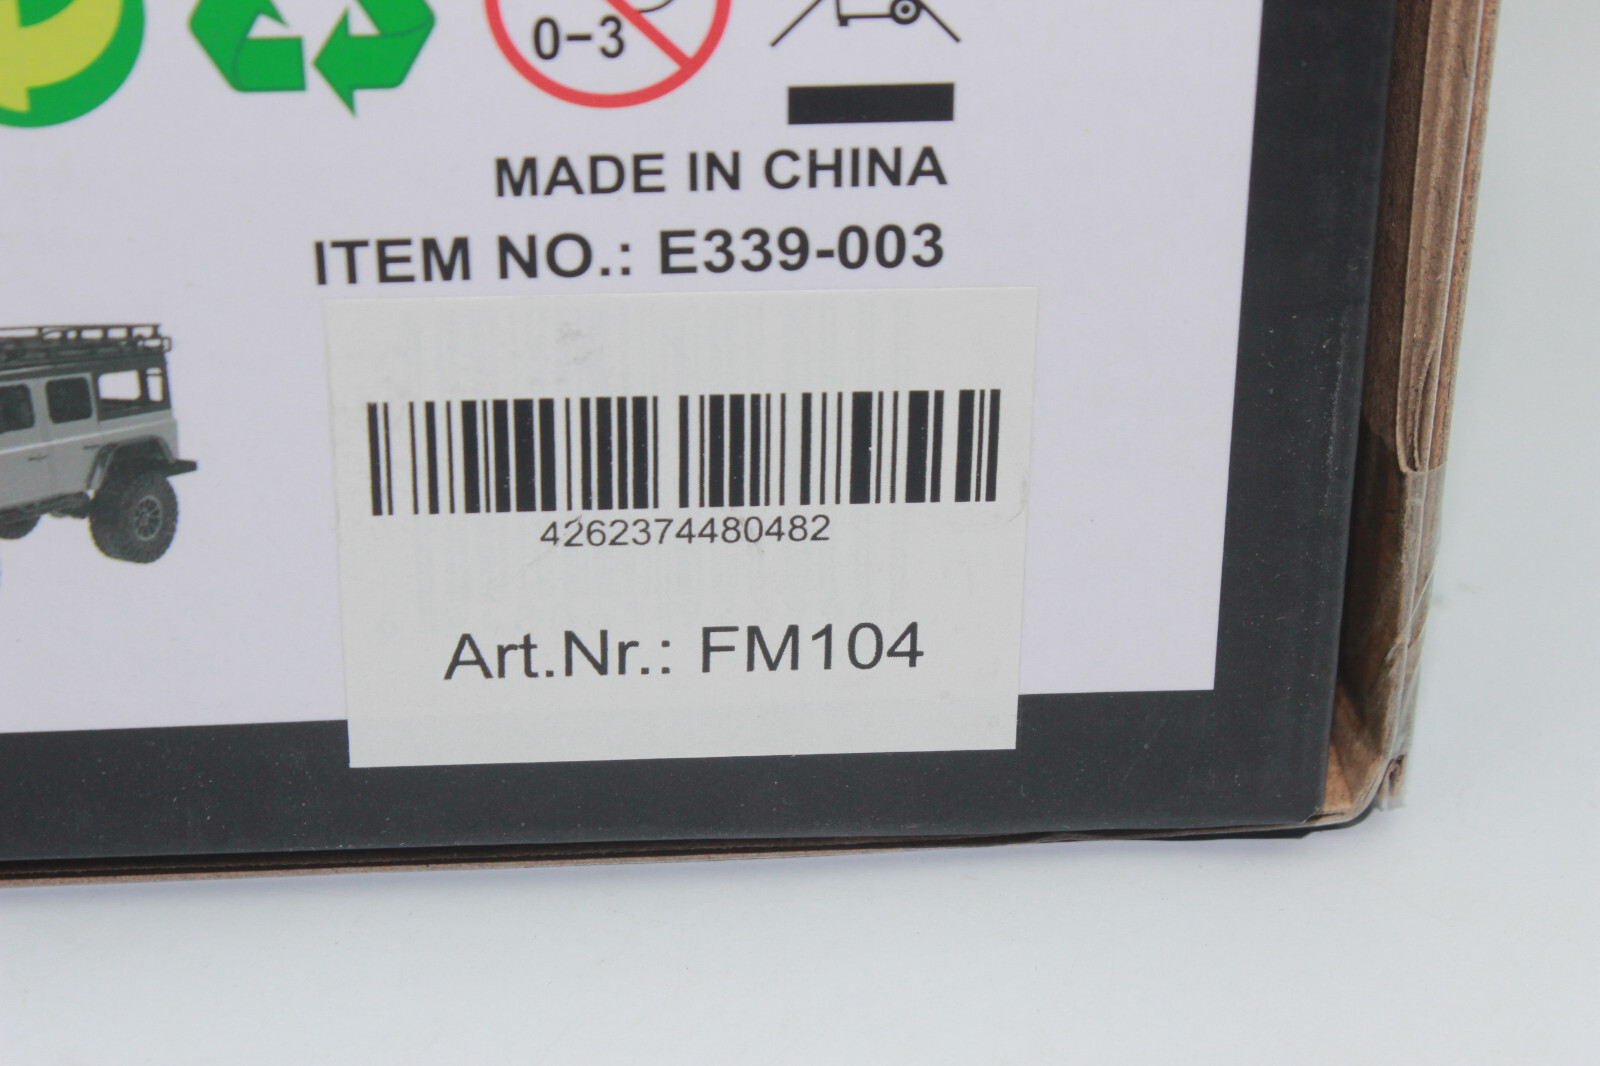 0-3
MADE IN CHINA
ITEM NO.: E339-003
4262374480482
Art.Nr.: FM104